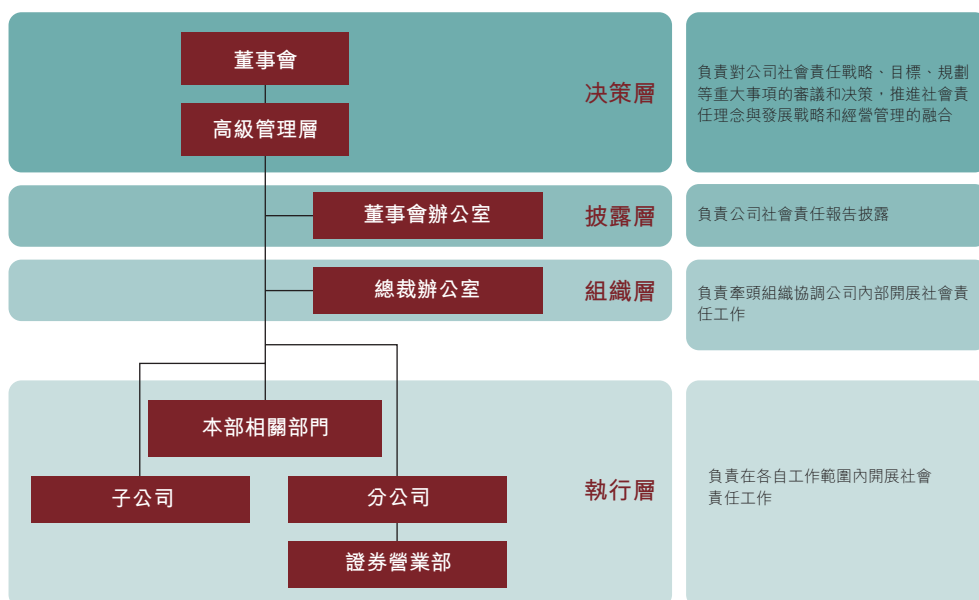 董事會
高級管理層
决策層
負責對公司社會責任戰略、目標、規劃
等重大事項的審議和决策，推進社會責
任理念與發展戰略和經營管理的融合
董事會辦公室
披露層
負責公司社會責任報告披露
總裁辦公室
組織層
負責牽頭組織協調公司內部開展社會責
任工作
本部相關部門
子公司
分公司
證券營業部
執行層
負責在各自工作範圍內開展社會
責任工作